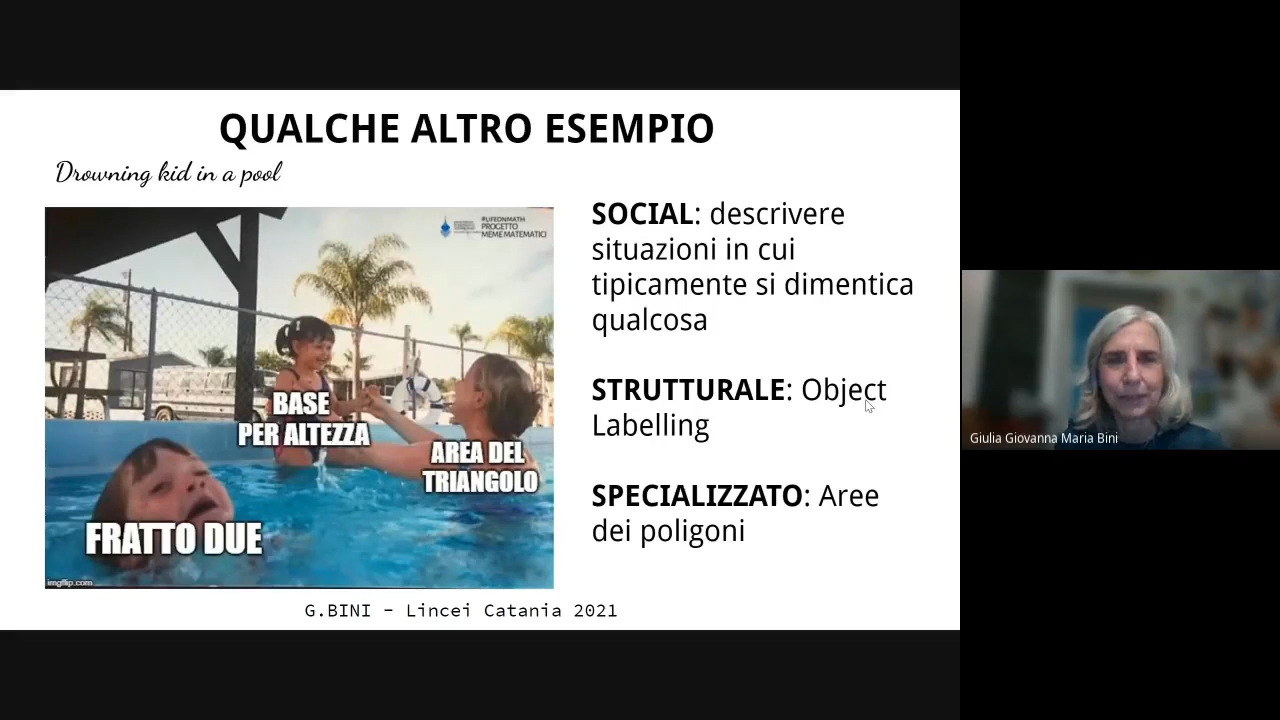 QUALCHE ALTRO ESEMPIO
Drowning kid in a pool
#LIFEONMATH
PROGETTO
MEME MATEMATICI
BASE
PER ALTEZZA
AREA DEL
TRIANGOLO
FRATTO DUE
imgflip.com
SOCIAL: descrivere
situazioni in cui
tipicamente si dimentica
qualcosa
STRUTTURALE: Object
Labelling
SPECIALIZZATO: Aree
dei poligoni
G.BINI - Lincei Catania 2021
Giulia Giovanna Maria Bini